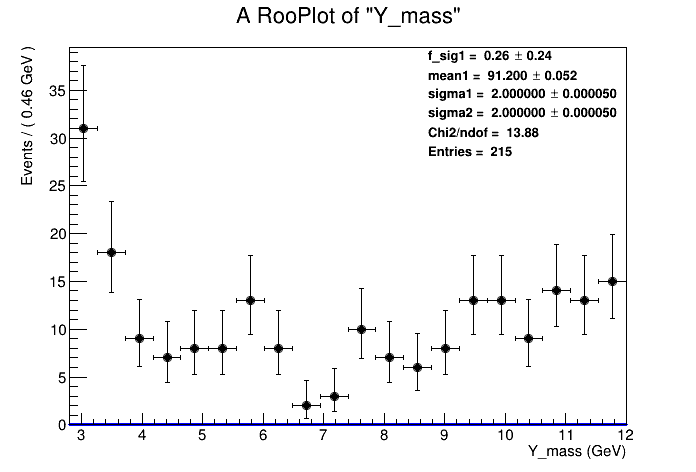 A RooPlot of "Y_mass"
f_sig1 = 0.26 ± 0.24
mean1 = 91.200 ± 0.052
sigma1 = 2.000000 ± 0.000050
sigma2 = 2.000000 ± 0.000050
Chi2/ndof = 13.88
Entries = 215
Events / ( 0.46 GeV )
35
30
25
20
15
10
5
0
3 4 5 6 7 8 9 10 11 12
Y_mass (GeV)